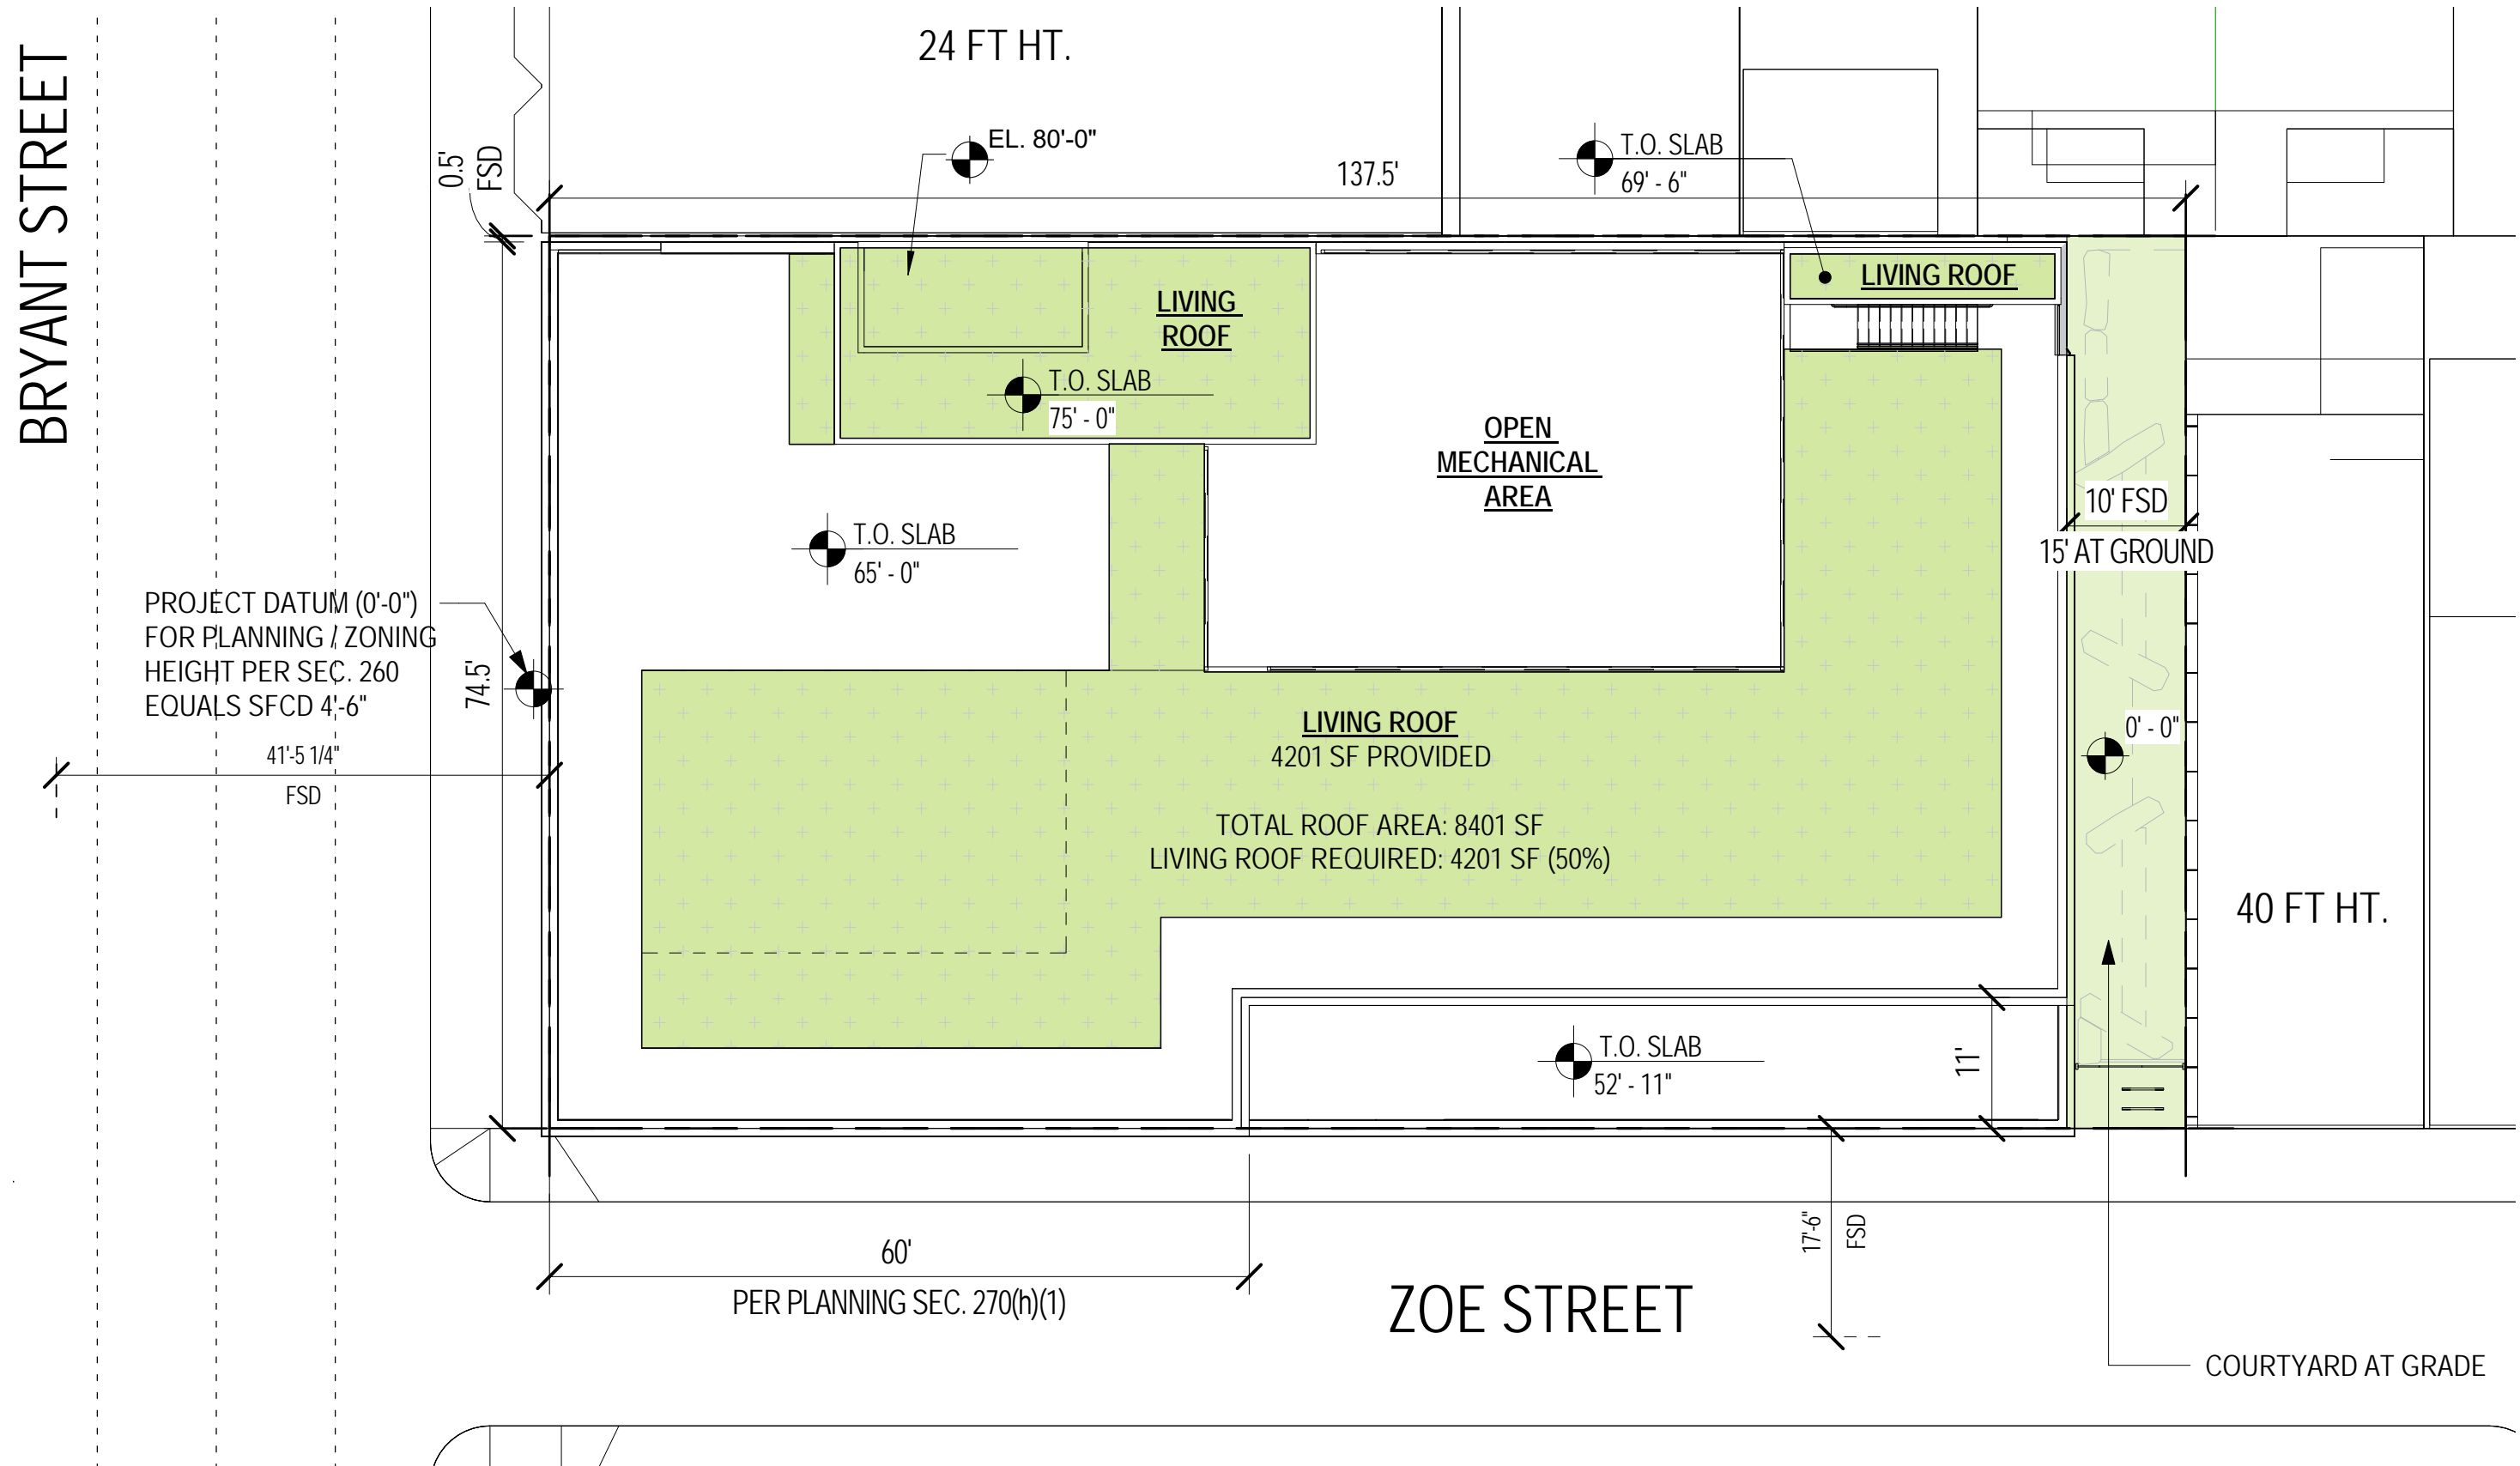 BRYANT STREET
24 FT HT.
0.5'
FSD
EL. 80'-0"
137.5'
T.O. SLAB
69' - 6"
LIVING
ROOF
LIVING ROOF
T.O. SLAB
75' - 0"
OPEN
MECHANICAL
AREA
10' FSD
15' AT GROUND
T.O. SLAB
65' - 0"
PROJECT DATUM (0'-0")
FOR PLANNING / ZONING
HEIGHT PER SEC. 260
EQUALS SFCD 4'-6"
74.5'
41'-5 1/4"
FSD
LIVING ROOF
4201 SF PROVIDED
TOTAL ROOF AREA: 8401 SF
LIVING ROOF REQUIRED: 4201 SF (50%)
0' - 0"
40 FT HT.
T.O. SLAB
52' - 11"
11'
60'
PER PLANNING SEC. 270(h)(1)
17'-6"
FSD
ZOE STREET
COURTYARD AT GRADE